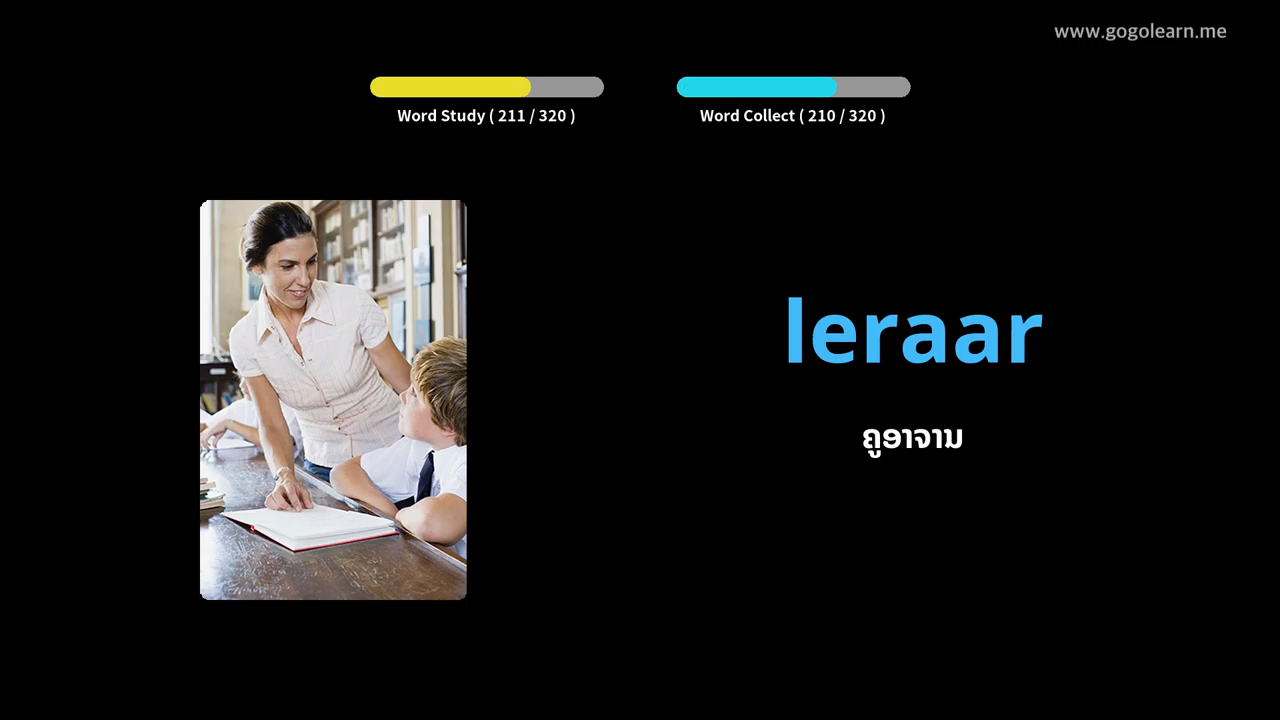 www.gogolearn.me
Word Study ( 211 / 320 )
Word Collect ( 210 / 320 )
leraar
ຄູອາຈານ